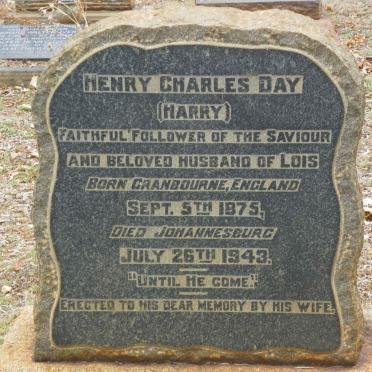 HENRY CHARLES DAY
(HARRY)
FAITHFUL FOLLOWER OF THE SAVIOUR
AND BELOVED HUSBAND OF LOIS
BORN CRANBOURNE, ENGLAND
SEPT. 5TH 1875,
DIED JOHANNESBURG
JULY 26TH 1943.
"UNTIL HE COME."
ERECTED TO HIS DEAR MEMORY BY HIS WIFE.